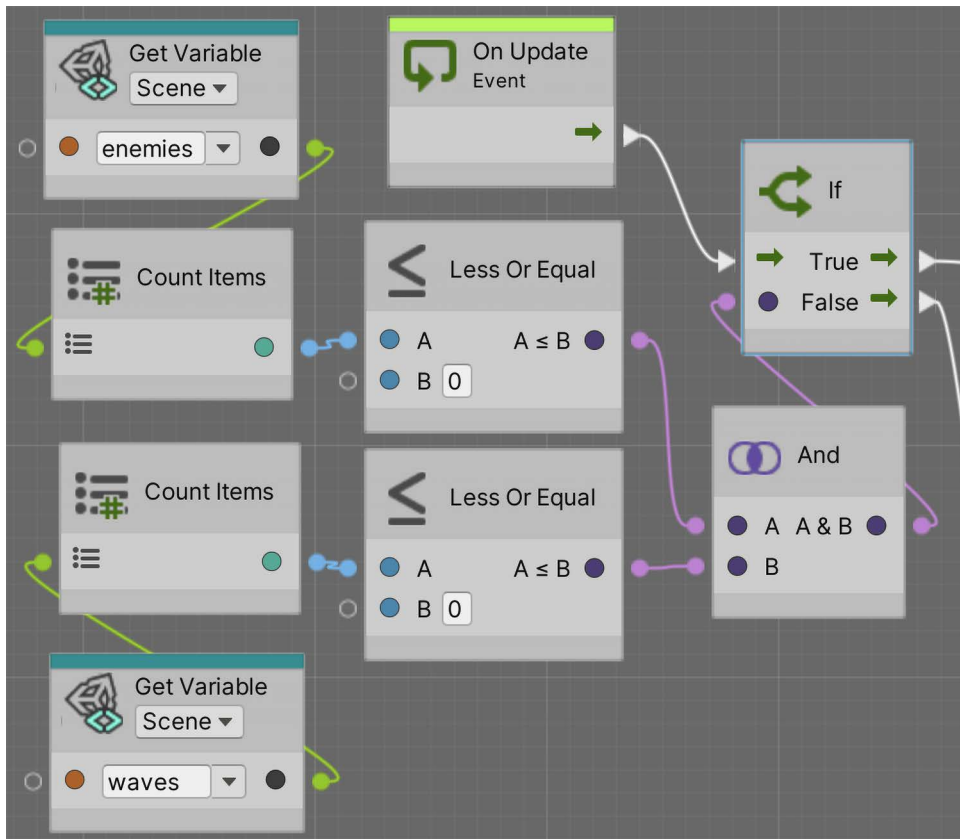 Get Variable
Scene
enemies
On Update
Event
If
True
False
Count Items
Less Or Equal
A A ≤ B
B 0
Count Items
Less Or Equal
A A ≤ B
B 0
And
A A & B
B
Get Variable
Scene
waves